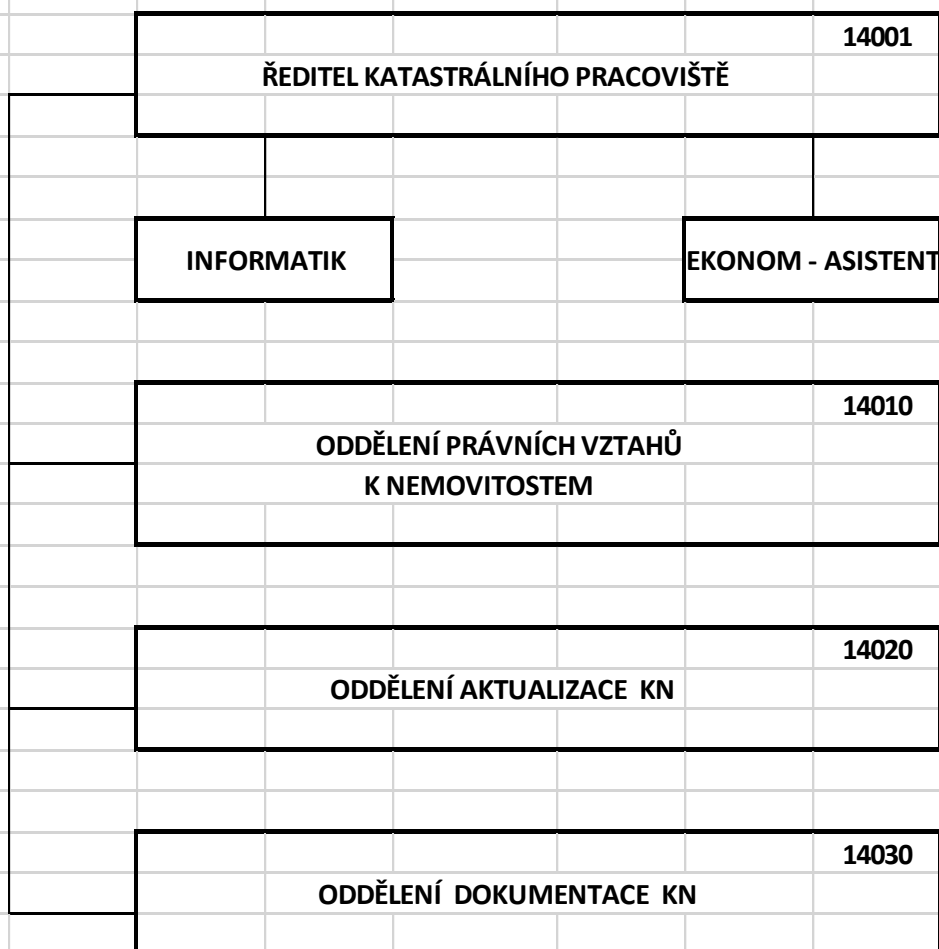 14001
ŘEDITEL KATASTRÁLNÍHO PRACOVIŠTĚ
INFORMATIK
EKONOM - ASISTENT
14010
ODDĚLENÍ PRÁVNÍCH VZTAHŮ
K NEMOVITOSTEM
14020
ODDĚLENÍ AKTUALIZACE KN
14030
ODDĚLENÍ DOKUMENTACE KN